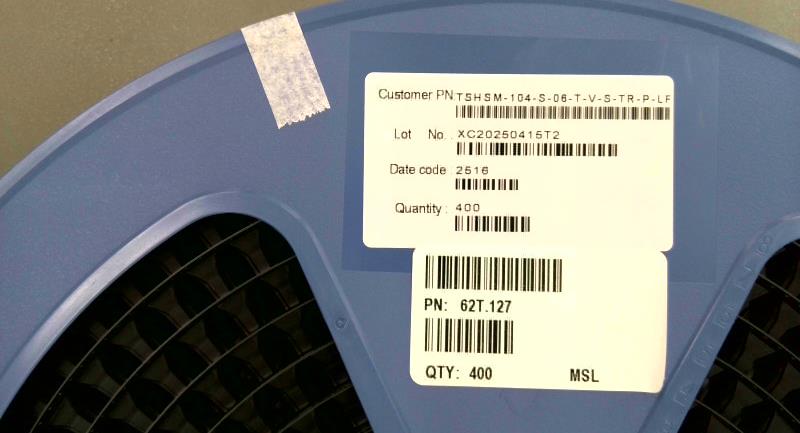 Customer PN: TSHSM-104-S-06-T-V-S-TR-P-LF
Lot No. : XC20250415T2
Date code : 2516
Quantity : 400
PN: 62T.127
QTY: 400 MSL